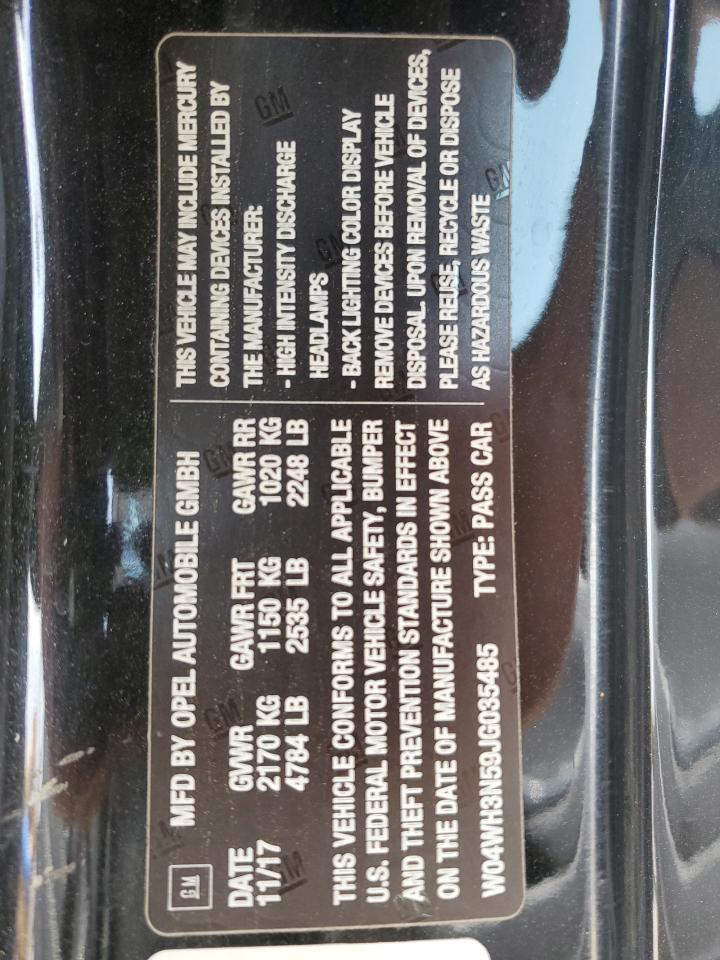 GM
MFD BY OPEL AUTOMOBILE GMBH
DATE GVWR GAWR FRT GAWR RR
11/17 2170 KG 1150 KG 1020 KG
4784 LB 2535 LB 2248 LB
THIS VEHICLE CONFORMS TO ALL APPLICABLE
U.S. FEDERAL MOTOR VEHICLE SAFETY, BUMPER
AND THEFT PREVENTION STANDARDS IN EFFECT
ON THE DATE OF MANUFACTURE SHOWN ABOVE
W04WH3N59JG035485 TYPE: PASS CAR
THIS VEHICLE MAY INCLUDE MERCURY
CONTAINING DEVICES INSTALLED BY
THE MANUFACTURER:
- HIGH INTENSITY DISCHARGE
HEADLAMPS
- BACK LIGHTING COLOR DISPLAY
REMOVE DEVICES BEFORE VEHICLE
DISPOSAL. UPON REMOVAL OF DEVICES,
PLEASE REUSE, RECYCLE OR DISPOSE
AS HAZARDOUS WASTE